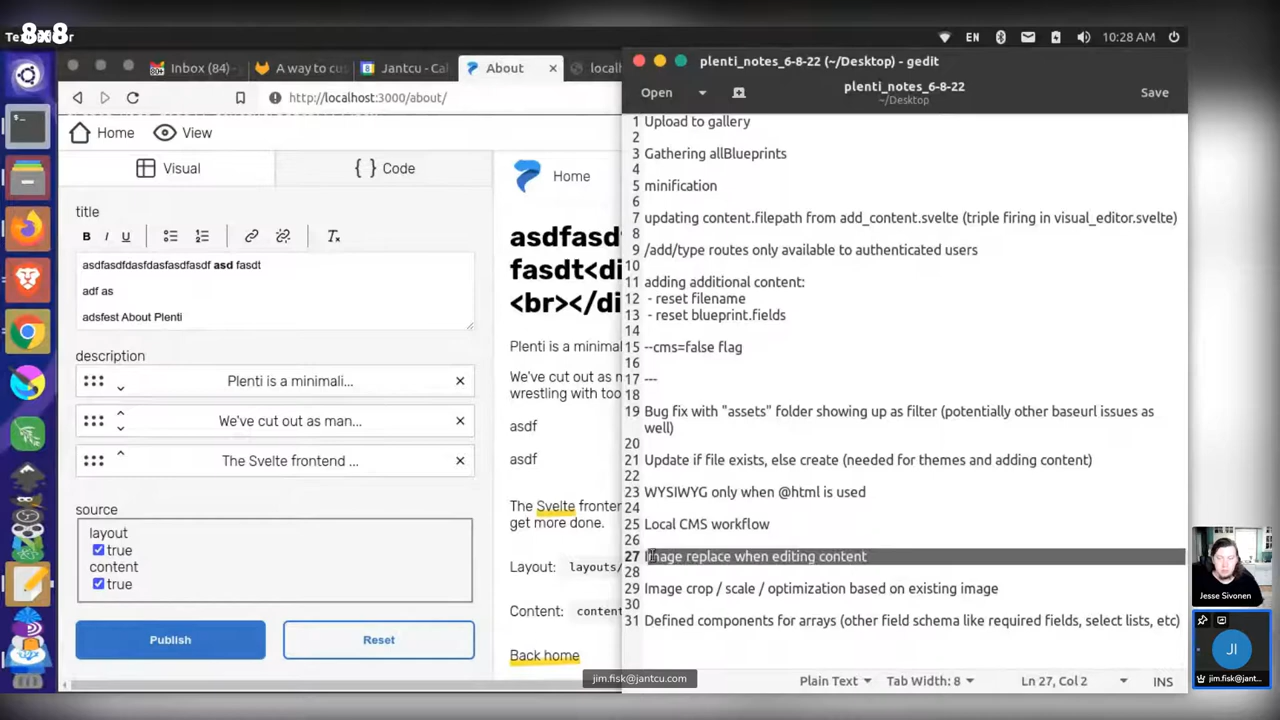 8x8
EN
10:28 AM
Inbox (84)
A way to cu
Jantcu - Cal
About
localh
http://localhost:3000/about/
Home
View
Visual
{ } Code
title
B I U
asdfasdfasdfasdfasdfasdf asd fasdt
adf as
adsfest About Plenti
description
Plenti is a minimali...
We've cut out as man...
The Svelte frontend ...
source
layout
true
content
true
Publish
Reset
Home
asdfasd
fasdt<di
<br></di
Plenti is a minimal
We've cut out as m
wrestling with too
asdf
asdf
The Svelte fronten
get more done.
Layout: layouts/
Content: conten
Back home
plenti_notes_6-8-22 (~/Desktop) - gedit
Open
plenti_notes_6-8-22
~/Desktop
Save
1 Upload to gallery
2
3 Gathering allBlueprints
4
5 minification
6
7 updating content.filepath from add_content.svelte (triple firing in visual_editor.svelte)
8
9 /add/type routes only available to authenticated users
10
11 adding additional content:
12 - reset filename
13 - reset blueprint.fields
14
15 --cms=false flag
16
17 ---
18
19 Bug fix with "assets" folder showing up as filter (potentially other baseurl issues as
well)
20
21 Update if file exists, else create (needed for themes and adding content)
22
23 WYSIWYG only when @html is used
24
25 Local CMS workflow
26
27 Image replace when editing content
28
29 Image crop / scale / optimization based on existing image
30
31 Defined components for arrays (other field schema like required fields, select lists, etc)
Plain Text
Tab Width: 8
Ln 27, Col 2
INS
jim.fisk@jantcu.com
Jesse Sivonen
JI
jim.fisk@jantcu